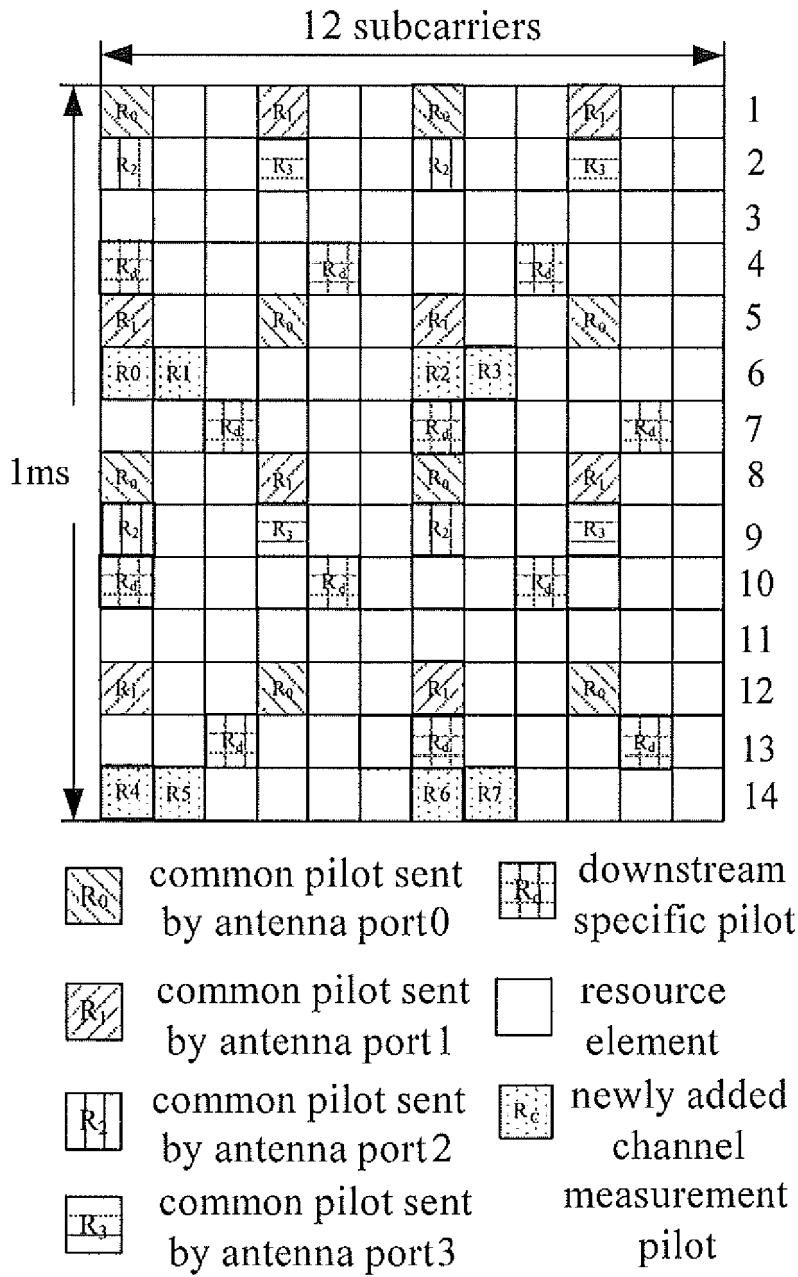 12 subcarriers
R0 R1 R0 R1 1
R2 R3 R2 R3 2
3
Rd Rd Rd 4
R1 R0 R1 R0 5
R0 R1 R2 R3 6
Rd Rd Rd 7
1ms
R0 R1 R0 R1 8
R2 R3 R2 R3 9
Rd Rd Rd 10
11
R1 R0 R1 R0 12
Rd Rd Rd 13
R4 R5 R6 R7 14
R0 common pilot sent
by antenna port0
Rd downstream
specific pilot
R1 common pilot sent
by antenna port1
resource
element
R2 common pilot sent
by antenna port2
Rc newly added
channel
measurement
pilot
R3 common pilot sent
by antenna port3